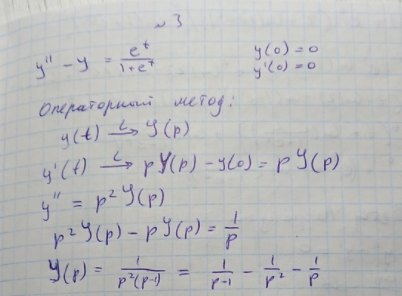 №3
y'' - y = e^t / (1+e^t) y(0) = 0
y'(0) = 0
Операторный метод:
y(t) →^L Y(p)
y'(t) →^L pY(p) - y(0) = pY(p)
y'' = p²Y(p)
p²Y(p) - pY(p) = 1/p
Y(p) = 1/(p²(p-1)) = 1/(p-1) - 1/p² - 1/p